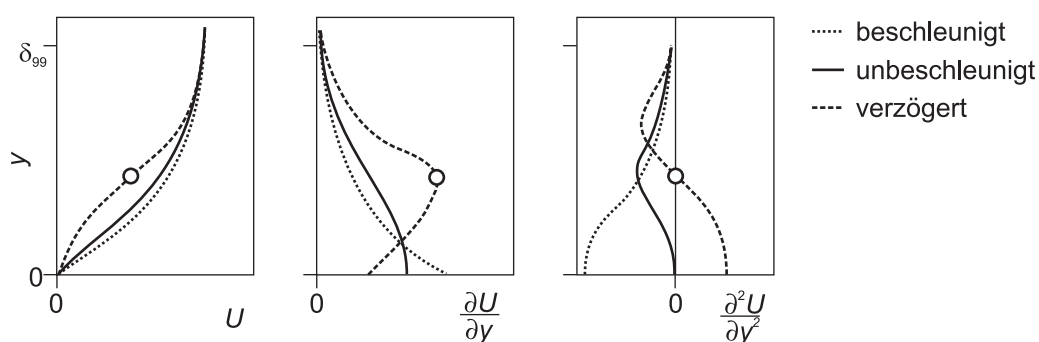 δ99
y
0
0
U
0
∂U
∂y
0
∂²U
∂y²
beschleunigt
unbeschleunigt
verzögert